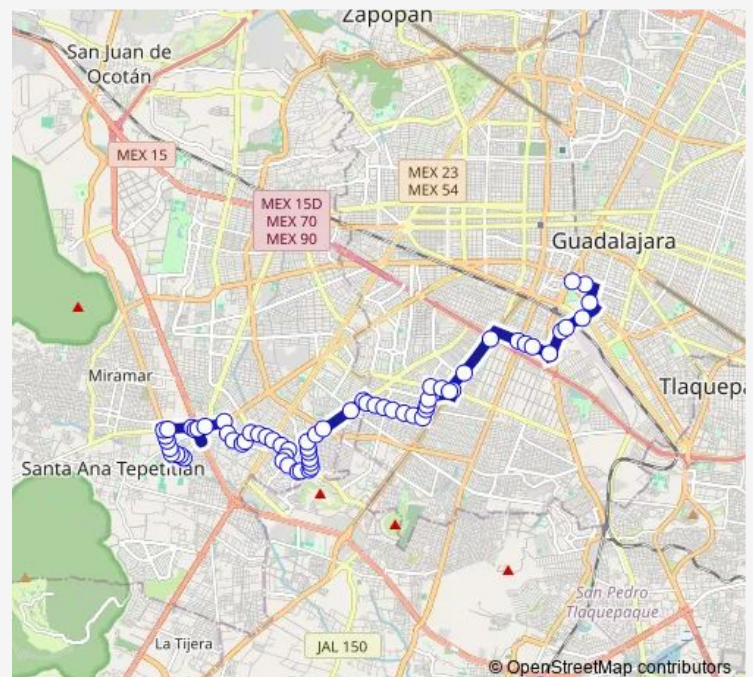 Zapopan
San Juan de
Ocotán
MEX 15
MEX 23
MEX 54
MEX 15D
MEX 70
MEX 90
Guadalajara
Miramar
Tlaquepa
Santa Ana Tepetitlán
San Pedro
Tlaquepaque
La Tijera
JAL 150
© OpenStreetMap contributors